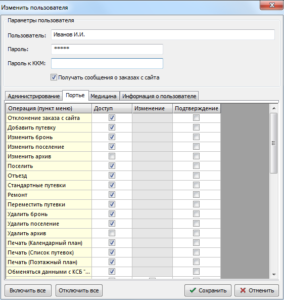 Изменить пользователя
Параметры пользователя
Пользователь: Иванов И.И.
Пароль: *****
Пароль к ККМ:
Получать сообщения о заказах с сайта
Администрирование Портье Медицина Информация о пользователе
Операция (пункт меню) Доступ Изменение Подтверждение
Отклонение заказа с сайта
Добавить путевку
Изменить бронь
Изменить поселение
Изменить архив
Поселить
Отъезд
Стандартные путевки
Ремонт
Переместить путевки
Удалить бронь
Удалить поселение
Удалить архив
Печать (Календарный план)
Печать (Список путевок)
Печать (Поэтажный план)
Обменяться данными с КСБ "...
Включить все Отключить все Сохранить Отменить